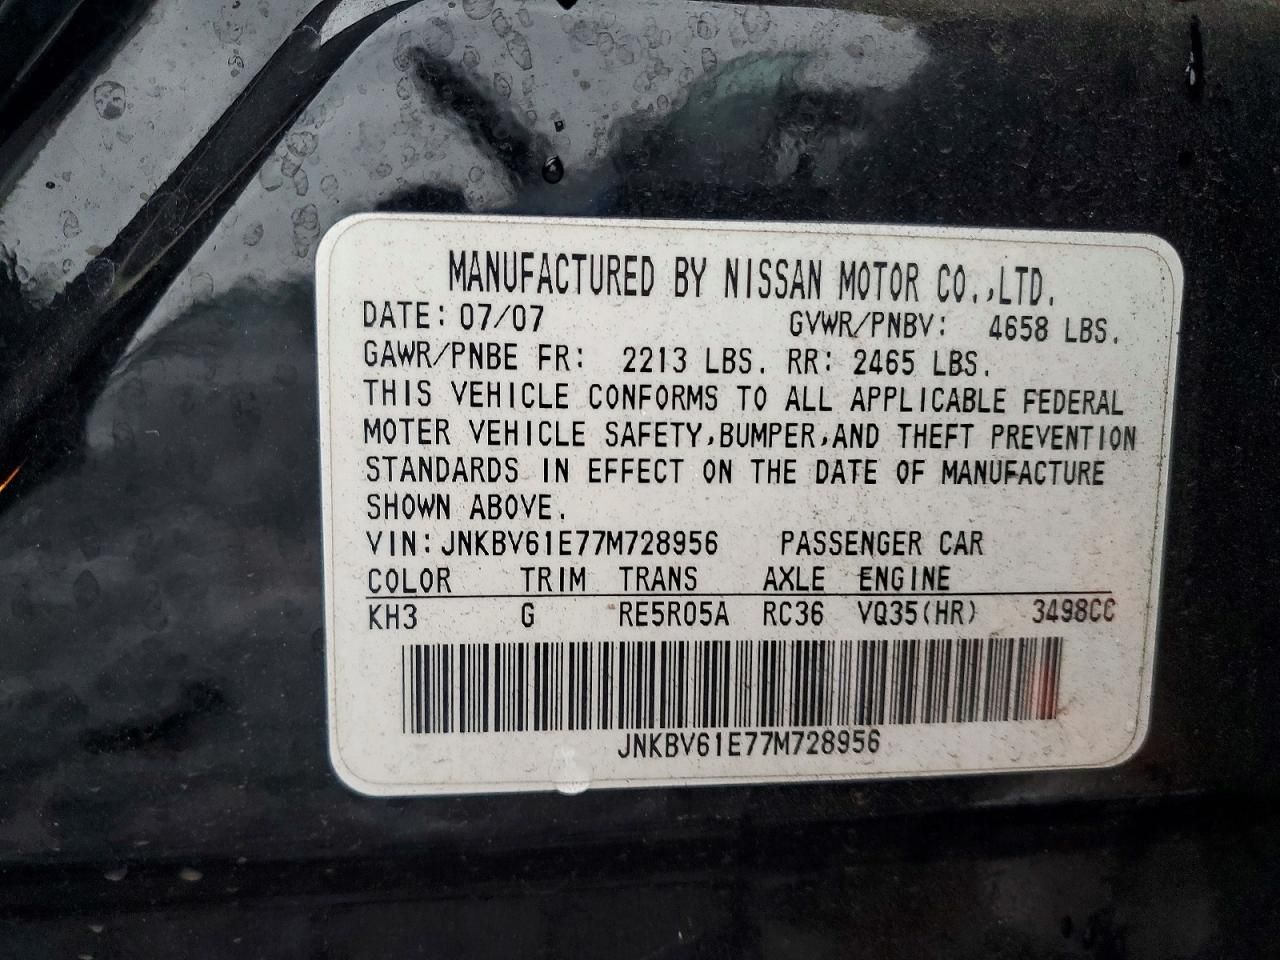 MANUFACTURED BY NISSAN MOTOR CO.,LTD.
DATE: 07/07 GVWR/PNBV: 4658 LBS.
GAWR/PNBE FR: 2213 LBS. RR: 2465 LBS.
THIS VEHICLE CONFORMS TO ALL APPLICABLE FEDERAL
MOTER VEHICLE SAFETY,BUMPER,AND THEFT PREVENTION
STANDARDS IN EFFECT ON THE DATE OF MANUFACTURE
SHOWN ABOVE.
VIN: JNKBV61E77M728956 PASSENGER CAR
COLOR TRIM TRANS AXLE ENGINE
KH3 G RE5R05A RC36 VQ35(HR) 3498CC
JNKBV61E77M728956